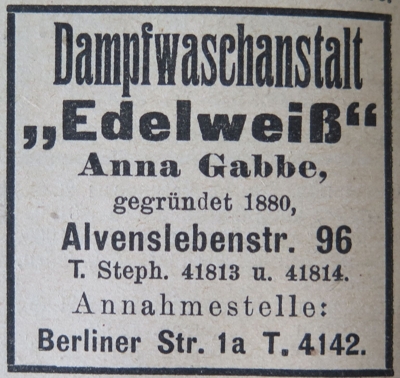 Dampfwaschanstalt
„Edelweiß“
Anna Gabbe,
gegründet 1880,
Alvenslebenstr. 96
T. Steph. 41813 u. 41814.
Annahmestelle:
Berliner Str. 1a T. 4142.